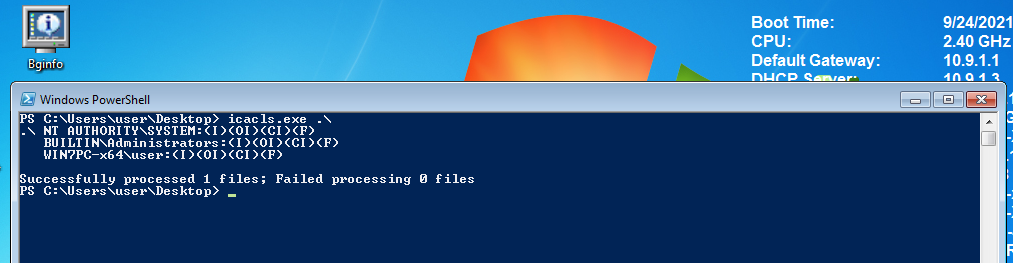 Bginfo
Boot Time: 9/24/2021
CPU: 2.40 GHz
Default Gateway: 10.9.1.1
DHCP Server: 10.9.1.3
Windows PowerShell
PS C:\Users\user\Desktop> icacls.exe .\
.\ NT AUTHORITY\SYSTEM:(I)(OI)(CI)(F)
BUILTIN\Administrators:(I)(OI)(CI)(F)
WIN7PC-x64\user:(I)(OI)(CI)(F)
Successfully processed 1 files; Failed processing 0 files
PS C:\Users\user\Desktop>